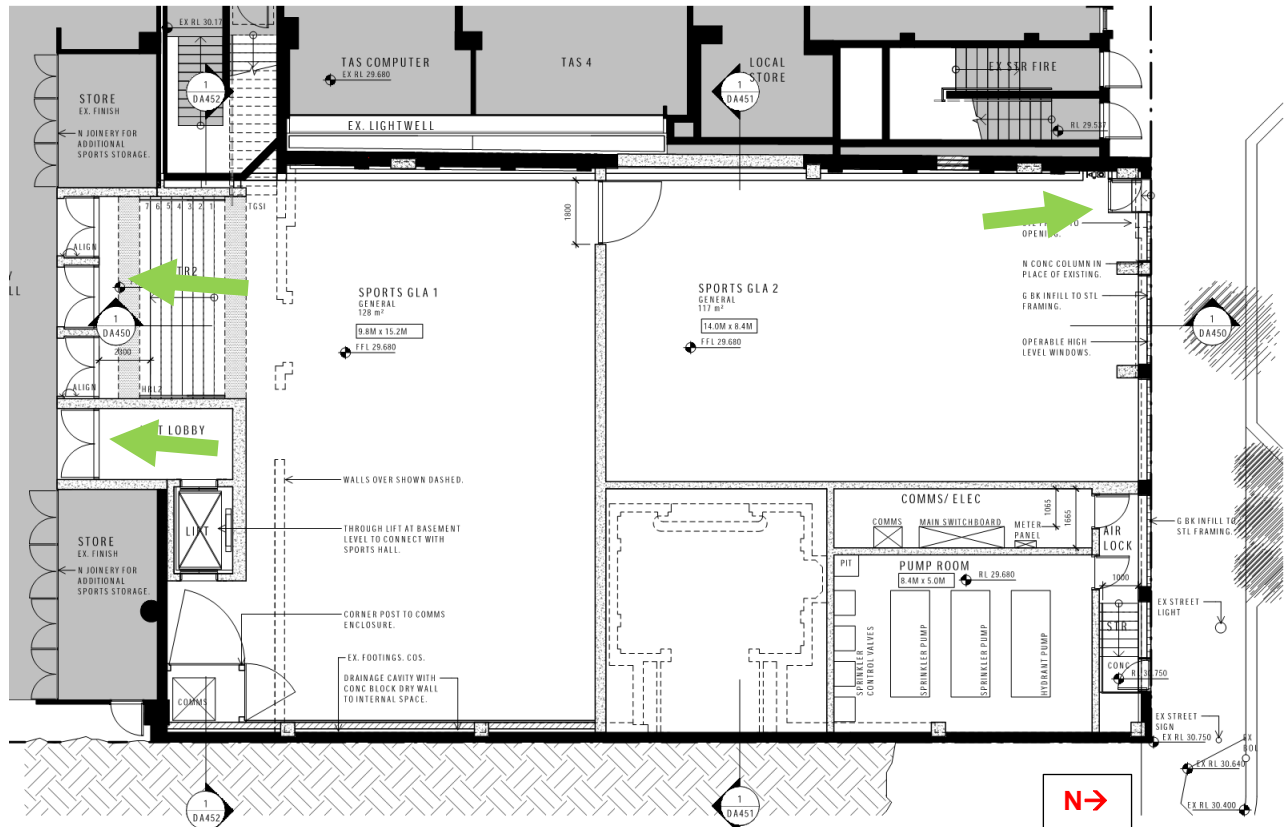 EX RL 30.17
1
DA452
STORE
EX. FINISH
N JOINERY FOR
ADDITIONAL
SPORTS STORAGE.
TAS COMPUTER
EX RL 29.680
TAS 4
LOCAL
STORE
1
DA451
EX STR FIRE
RL 29.537
EX. LIGHTWELL
7 6 5 4 3 2 1
TGSI
ALIGN
TR2
LL
1
DA450
2300
ALIGN
HRL2
LOBBY
1800
SPORTS GLA 1
GENERAL
128 m²
9.8M x 15.2M
FFL 29.680
SPORTS GLA 2
GENERAL
117 m²
14.0M x 8.4M
FFL 29.680
OPENING.
N CONC COLUMN IN
PLACE OF EXISTING.
G BK INFILL TO STL
FRAMING.
OPERABLE HIGH
LEVEL WINDOWS.
1
DA450
WALLS OVER SHOWN DASHED.
LIFT
THROUGH LIFT AT BASEMENT
LEVEL TO CONNECT WITH
SPORTS HALL.
STORE
EX. FINISH
N JOINERY FOR
ADDITIONAL
SPORTS STORAGE.
CORNER POST TO COMMS
ENCLOSURE.
EX. FOOTINGS. COS.
DRAINAGE CAVITY WITH
CONC BLOCK DRY WALL
TO INTERNAL SPACE.
COMMS
COMMS/ ELEC
COMMS
MAIN SWITCHBOARD
METER
PANEL
1065
1665
AIR
LOCK
G BK INFILL TO
STL FRAMING.
PIT
PUMP ROOM
8.4M x 5.0M
RL 29.680
1000
SPRINKLER
CONTROL VALVES
SPRINKLER PUMP
SPRINKLER PUMP
HYDRANT PUMP
STR
CONC
RL 30.750
EX STREET
LIGHT
EX STREET
SIGN
EX RL 30.750
EX
BOL
EX RL 30.640
EX RL 30.400
1
DA452
1
DA451
N→